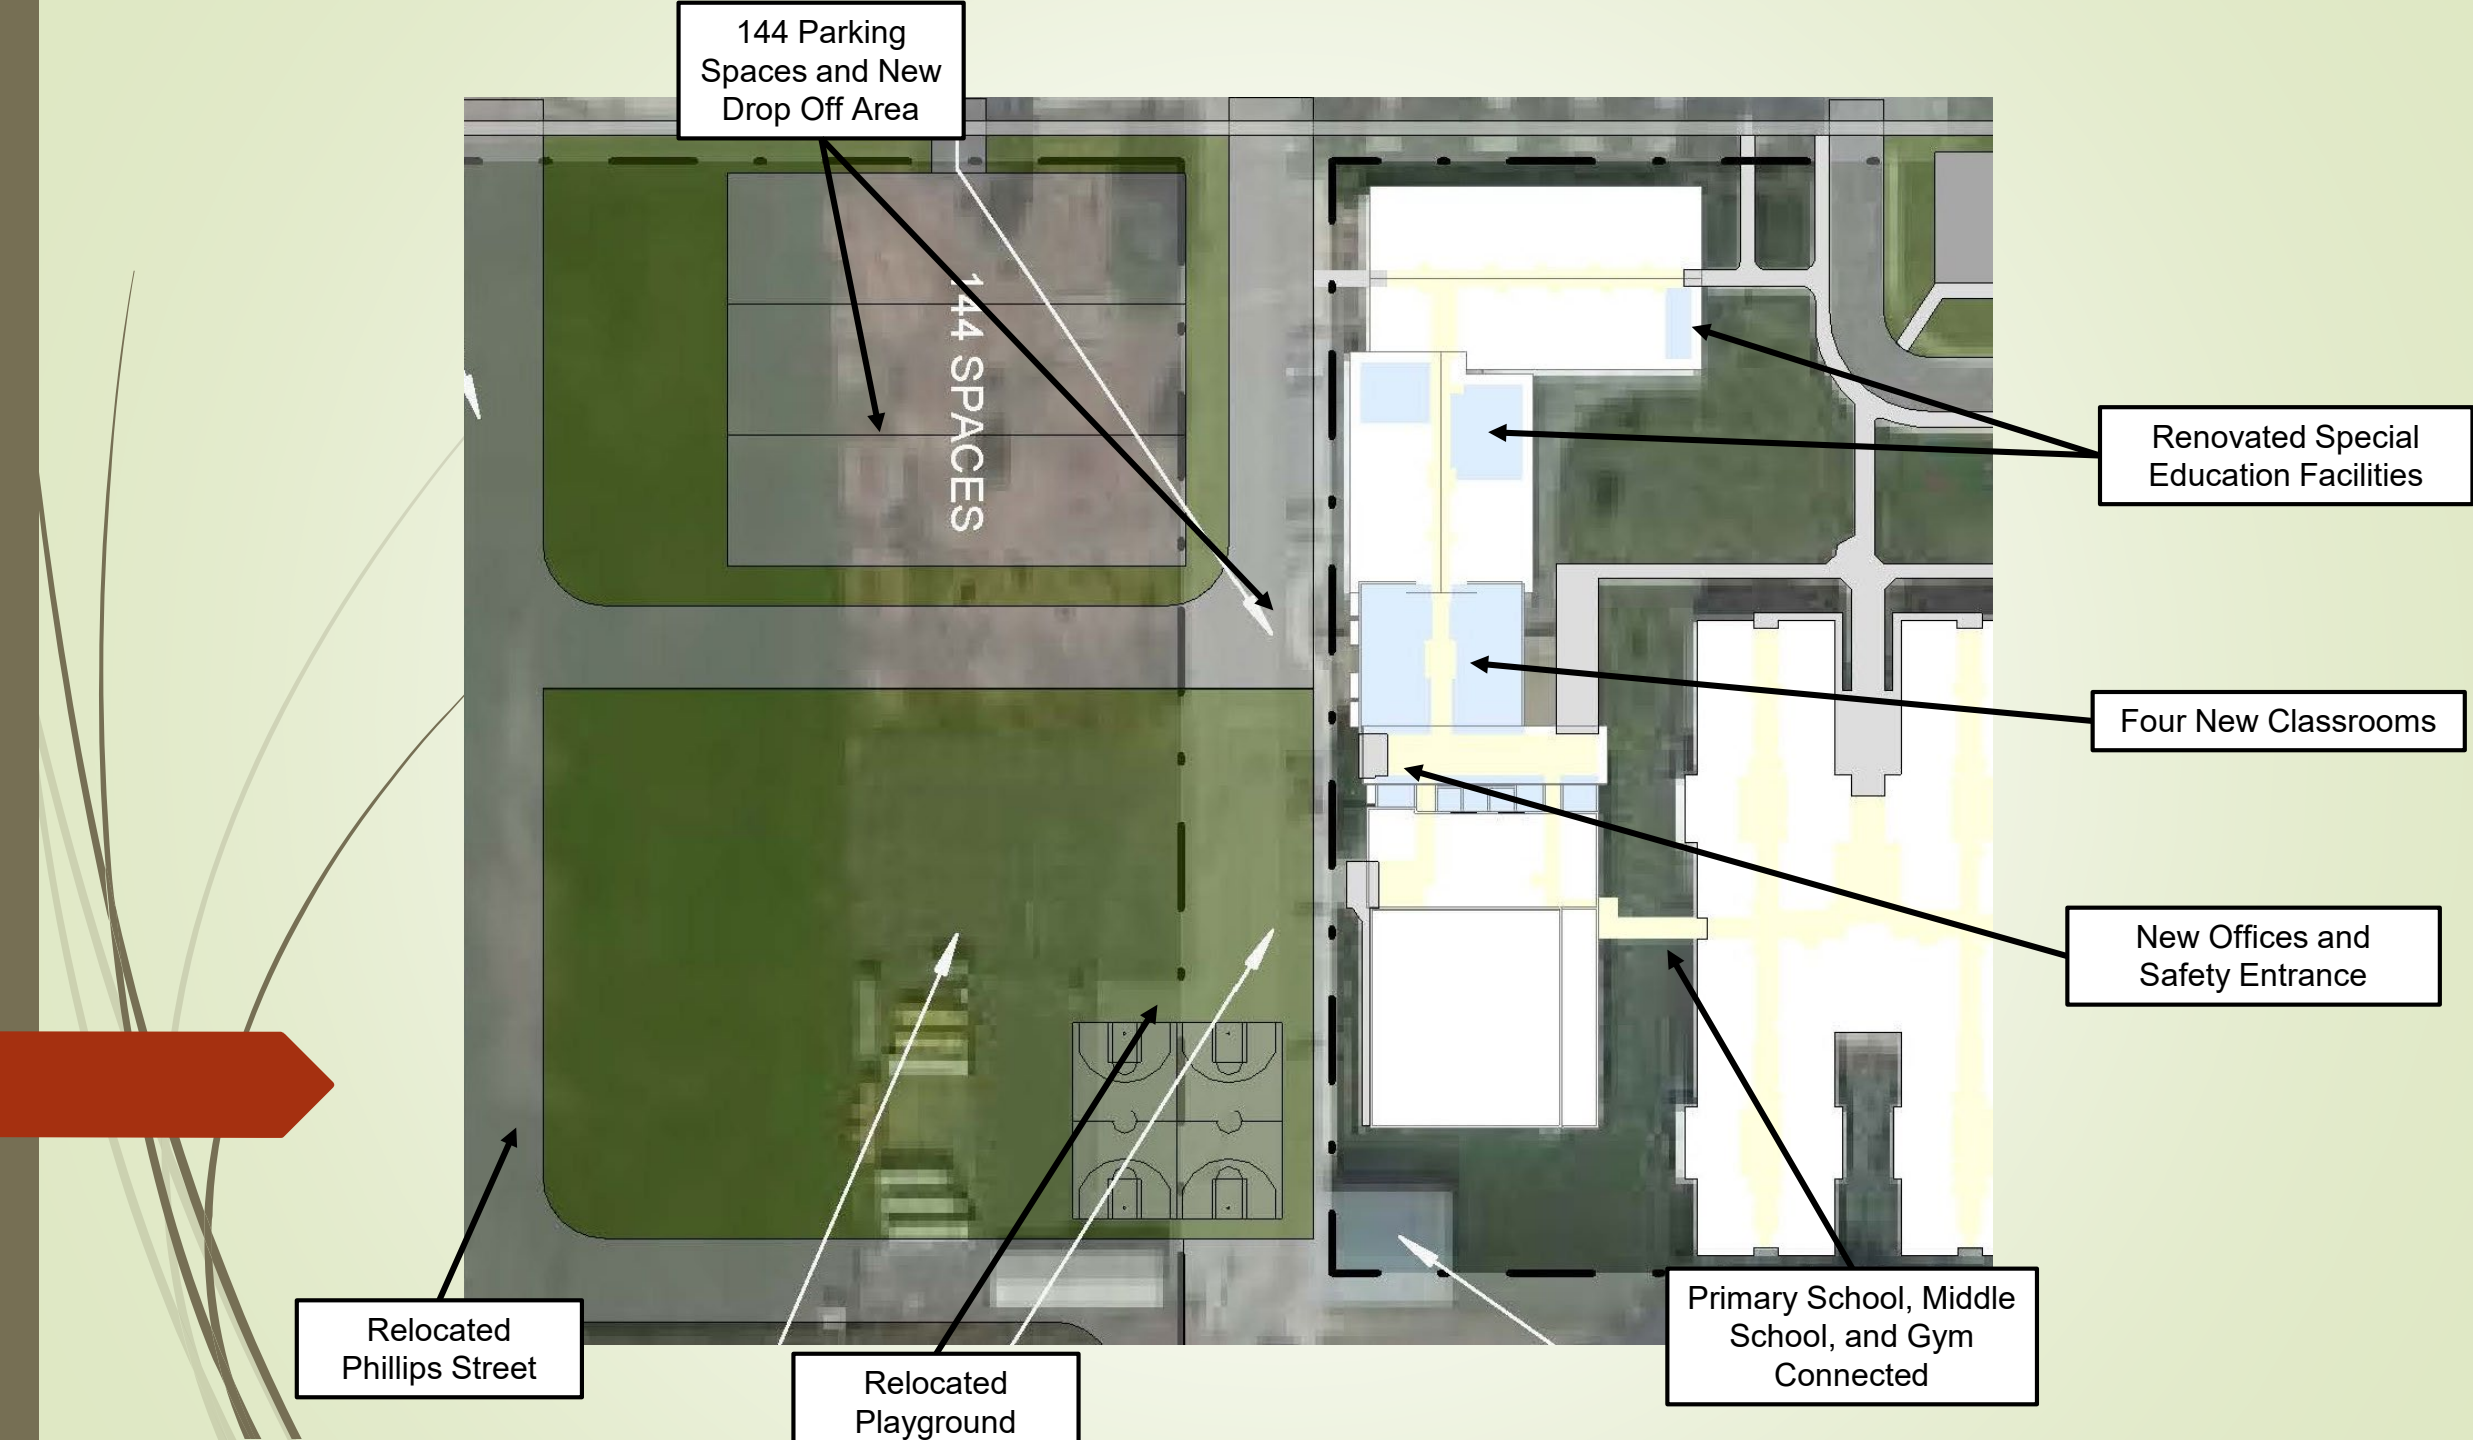 144 Parking
Spaces and New
Drop Off Area
144 SPACES
Renovated Special
Education Facilities
Four New Classrooms
New Offices and
Safety Entrance
Primary School, Middle
School, and Gym
Connected
Relocated
Phillips Street
Relocated
Playground